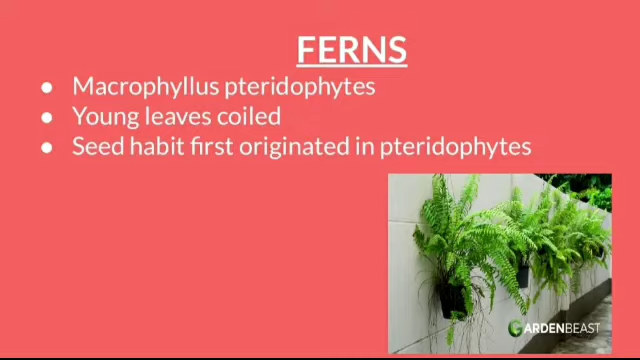 FERNS
● Macrophyllus pteridophytes
● Young leaves coiled
● Seed habit first originated in pteridophytes
GARDENBEAST